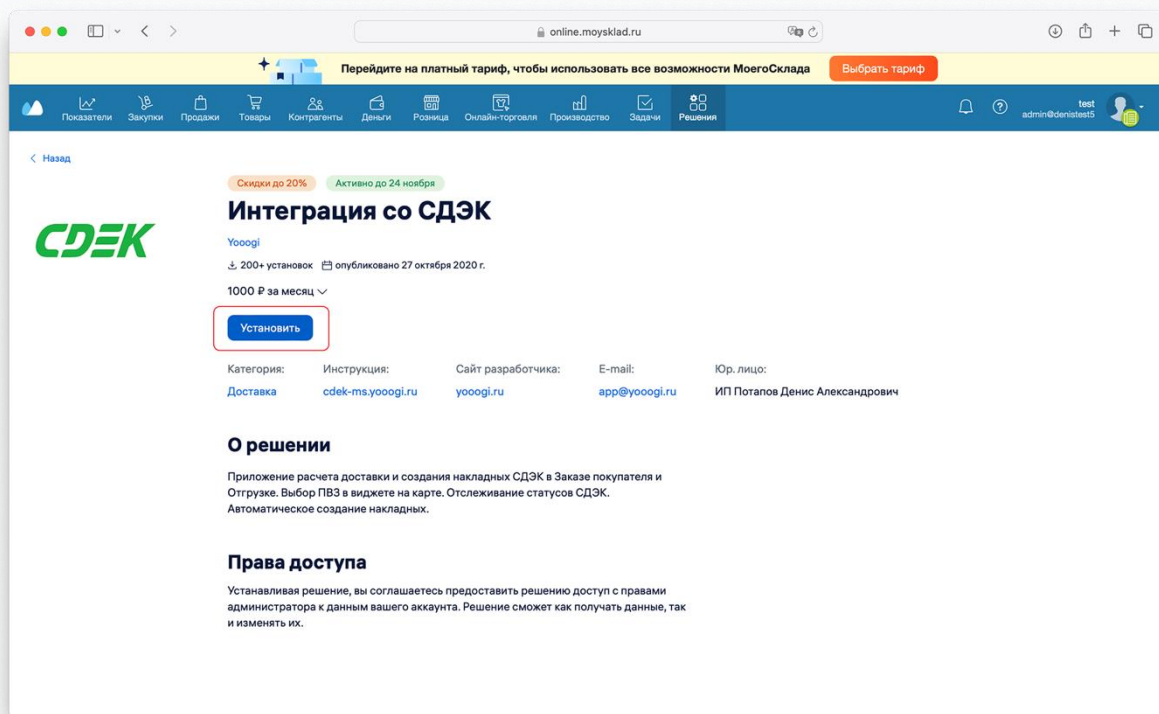 online.moysklad.ru
Перейдите на платный тариф, чтобы использовать все возможности МоегоСклада
Выбрать тариф
Показатели Закупки Продажи Товары Контрагенты Деньги Розница Онлайн-торговля Производство Задачи Решения
test
admin@denistest5
Назад
Скидки до 20% Активно до 24 ноября
Интеграция со СДЭК
CDEK
Yooogi
200+ установок опубликовано 27 октября 2020 г.
1000 ₽ за месяц
Установить
Категория: Инструкция: Сайт разработчика: E-mail: Юр. лицо:
Доставка cdek-ms.yooogi.ru yooogi.ru app@yooogi.ru ИП Потапов Денис Александрович
О решении
Приложение расчета доставки и создания накладных СДЭК в Заказе покупателя и
Отгрузке. Выбор ПВЗ в виджете на карте. Отслеживание статусов СДЭК.
Автоматическое создание накладных.
Права доступа
Устанавливая решение, вы соглашаетесь предоставить решению доступ с правами
администратора к данным вашего аккаунта. Решение сможет как получать данные, так
и изменять их.